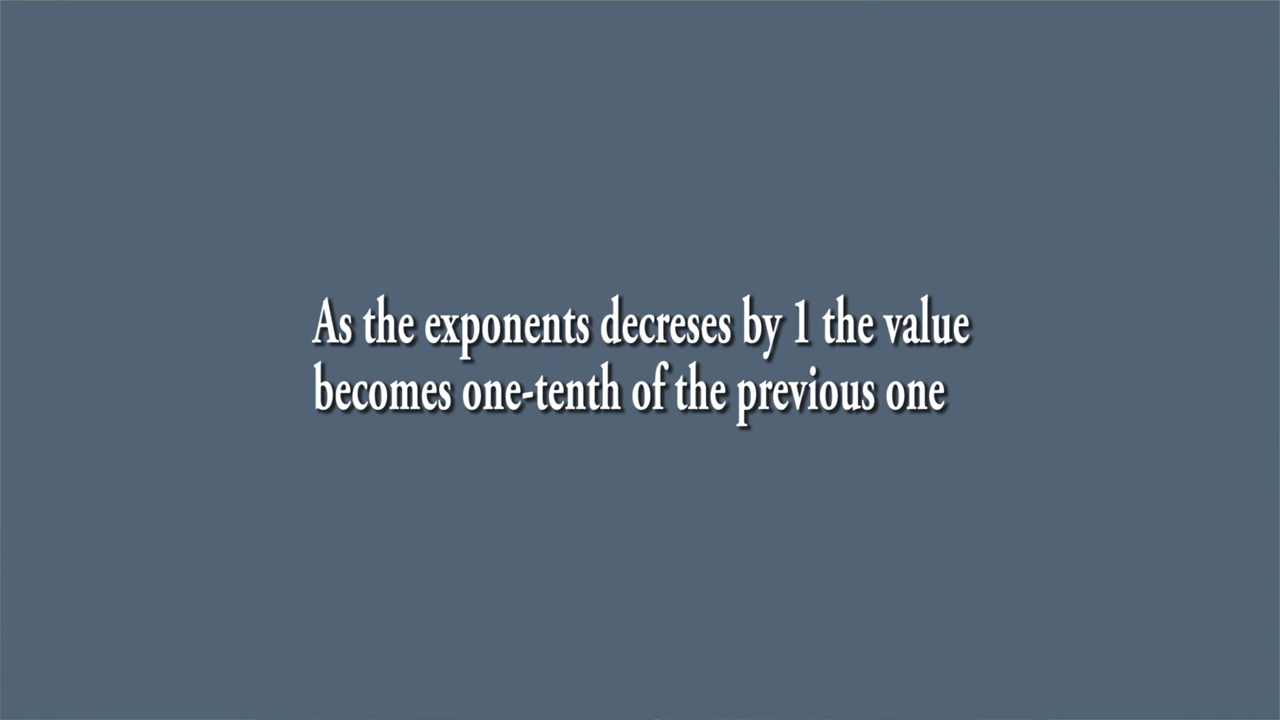 As the exponents decreses by 1 the value
becomes one-tenth of the previous one